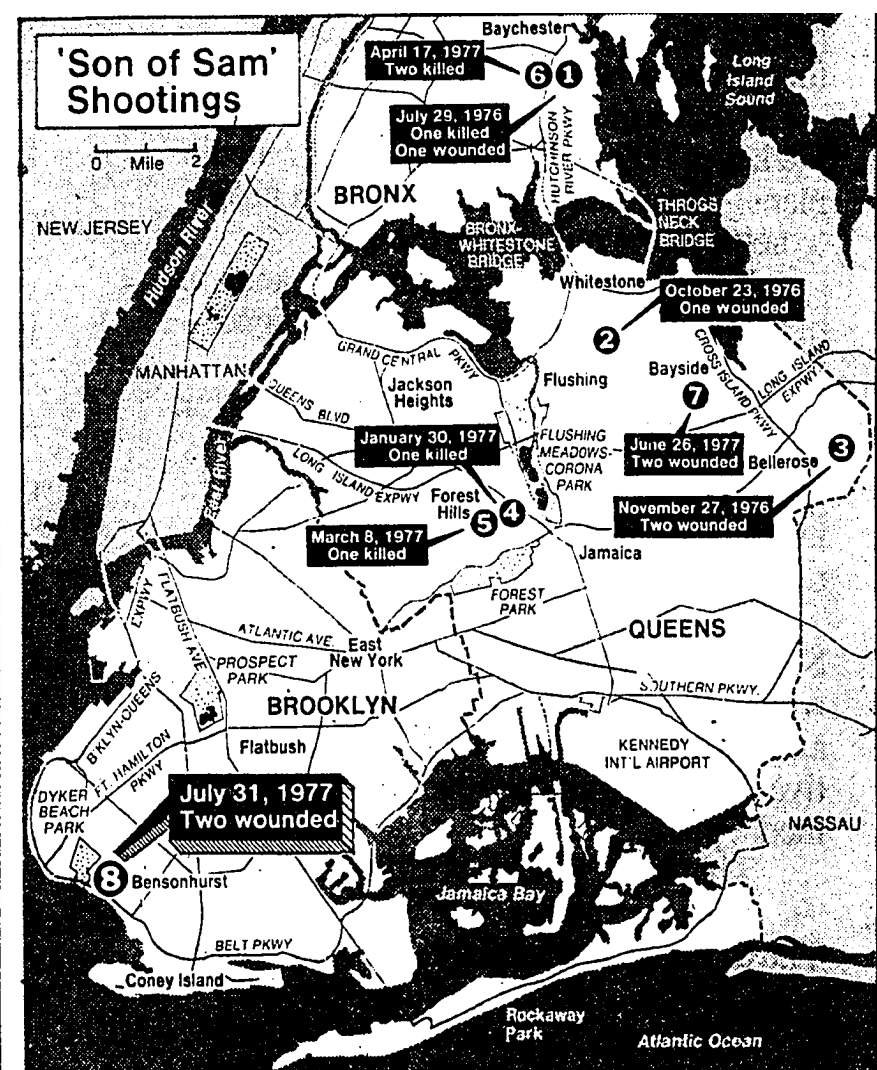 'Son of Sam'
Shootings
0 Mile 2
Baychester
April 17, 1977
Two killed
6
1
Long
Island
Sound
July 29, 1976
One killed
One wounded
HUTCHINSON
RIVER PKWY
BRONX
NEW JERSEY
Hudson River
BRONX-
WHITESTONE
BRIDGE
THROGS
NECK
BRIDGE
Whitestone
October 23, 1976
One wounded
2
MANHATTAN
GRAND CENTRAL PKWY
Jackson
Heights
Flushing
Bayside
7
CROSS ISLAND PKWY
LONG ISLAND
EXPWY
QUEENS BLVD
January 30, 1977
One killed
LONG ISLAND EXPWY
East River
FLUSHING
MEADOWS-
CORONA
PARK
June 26, 1977
Two wounded
Bellerose
3
Forest
Hills
5
4
November 27, 1976
Two wounded
March 8, 1977
One killed
Jamaica
FOREST
PARK
EXPWY
FLATBUSH AVE
ATLANTIC AVE.
East
New York
QUEENS
PROSPECT
PARK
BROOKLYN
SOUTHERN PKWY.
B'KLYN-QUEENS
Flatbush
FT. HAMILTON
PKWY
KENNEDY
INT'L AIRPORT
July 31, 1977
Two wounded
DYKER
BEACH
PARK
NASSAU
8
Bensonhurst
Jamaica Bay
BELT PKWY
Coney Island
Rockaway
Park
Atlantic Ocean